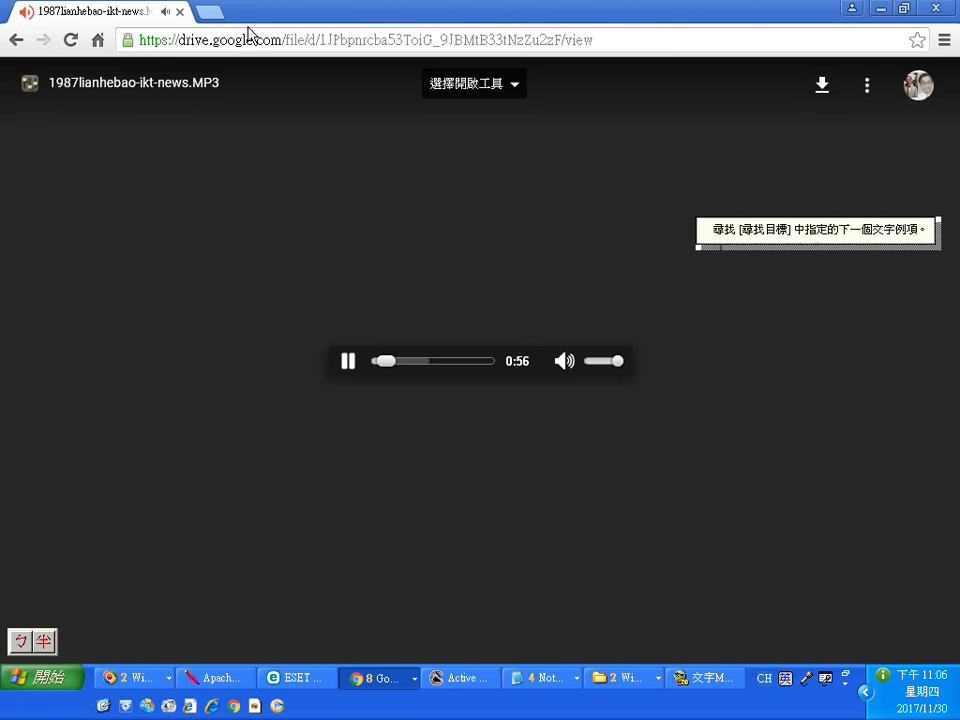 1987lianhebao-ikt-news.M
https://drive.google.com/file/d/1JPbpnrcba53ToiG_9JBMtB33tNzZu2zF/view
1987lianhebao-ikt-news.MP3
選擇開啟工具
尋找 [尋找目標] 中指定的下一個文字例項。
0:56
ㄅ 半
開始
2 Wi...
Apach...
ESET ...
8 Go...
Active ...
4 Not...
2 Wi...
文字M...
CH
下午 11:06
星期四
2017/11/30